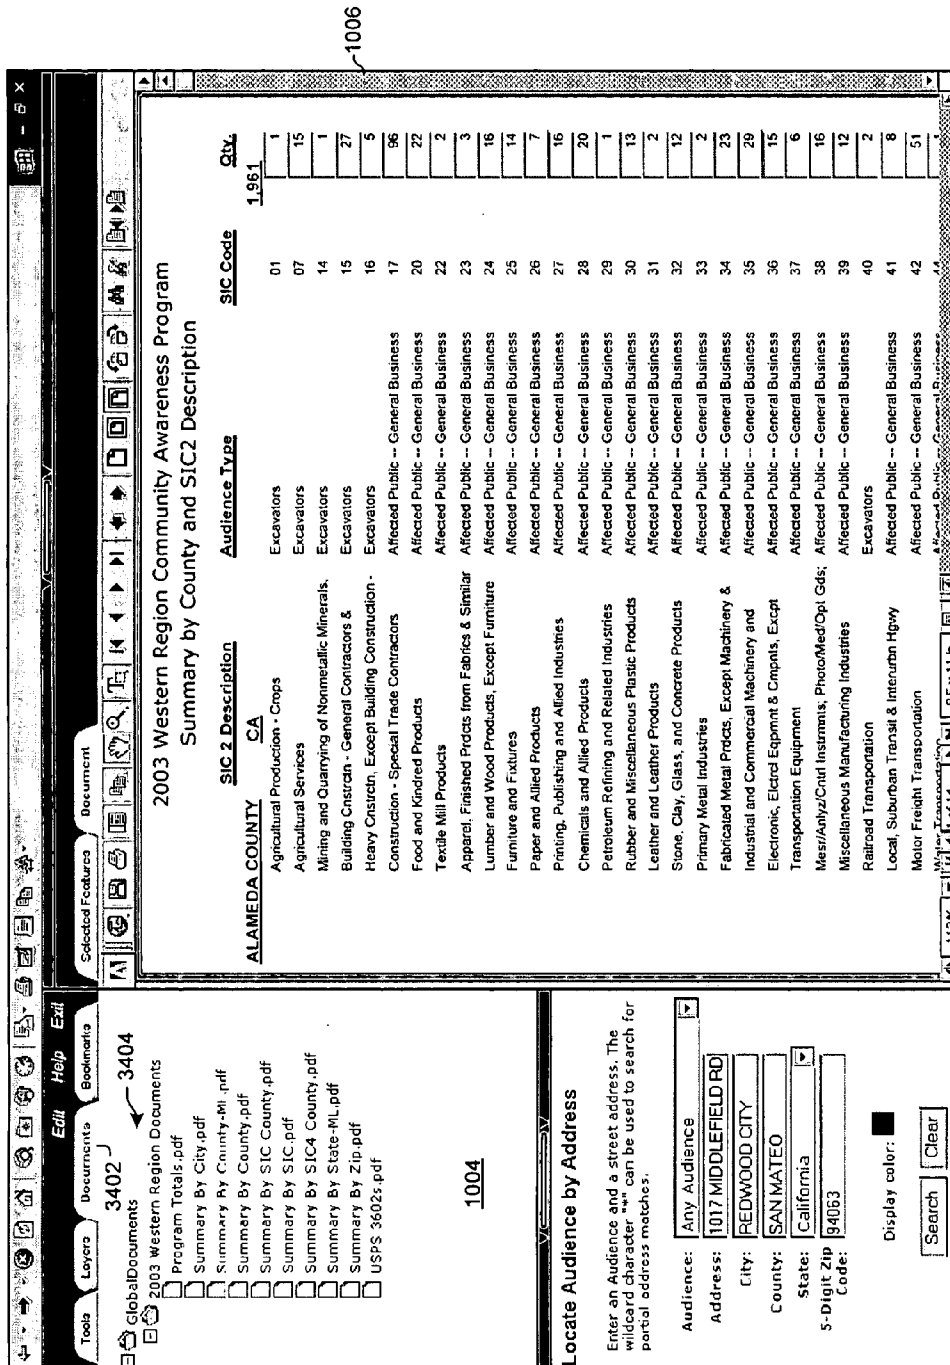 Edit Help Exit
Tools Layers Documents Bookmarks
3402
3404
GlobalDocuments
2003 Western Region Documents
Program Totals.pdf
Summary By City.pdf
Summary By County-MI.pdf
Summary By County.pdf
Summary By SIC County.pdf
Summary By SIC.pdf
Summary By SIC4 County.pdf
Summary By State-ML.pdf
Summary By Zip.pdf
USPS 3602s.pdf
1004
Locate Audience by Address
Enter an Audience and a street address. The
wildcard character "*" can be used to search for
partial address matches.
Audience: Any Audience
Address: 1017 MIDDLEFIELD RD
City: REDWOOD CITY
County: SAN MATEO
State: California
5-Digit Zip Code: 94063
Display color:
Search Clear
Selected Features Document
1006
2003 Western Region Community Awareness Program
Summary by County and SIC2 Description
SIC 2 Description Audience Type SIC Code Qty.
ALAMEDA COUNTY CA 1,961
Agricultural Production - Crops Excavators 01 1
Agricultural Services Excavators 07 15
Mining and Quarrying of Nonmetallic Minerals, Excavators 14 1
Building Cnstrctn - General Contractors & Excavators 15 27
Heavy Cnstrctn, Except Building Construction - Excavators 16 5
Construction - Special Trade Contractors Affected Public -- General Business 17 96
Food and Kindred Products Affected Public -- General Business 20 22
Textile Mill Products Affected Public -- General Business 22 2
Apparel, Finished Prdcts from Fabrics & Similar Affected Public -- General Business 23 3
Lumber and Wood Products, Except Furniture Affected Public -- General Business 24 16
Furniture and Fixtures Affected Public -- General Business 25 14
Paper and Allied Products Affected Public -- General Business 26 7
Printing, Publishing and Allied Industries Affected Public -- General Business 27 16
Chemicals and Allied Products Affected Public -- General Business 28 20
Petroleum Refining and Related Industries Affected Public -- General Business 29 1
Rubber and Miscellaneous Plastic Products Affected Public -- General Business 30 13
Leather and Leather Products Affected Public -- General Business 31 2
Stone, Clay, Glass, and Concrete Products Affected Public -- General Business 32 12
Primary Metal Industries Affected Public -- General Business 33 2
Fabricated Metal Prdcts, Except Machinery & Affected Public -- General Business 34 23
Industrial and Commercial Machinery and Affected Public -- General Business 35 29
Electronic, Elctrcl Eqpmnt & Cmpnts, Excpt Affected Public -- General Business 36 15
Transportation Equipment Affected Public -- General Business 37 6
Mesr/Anlyz/Cntrl Instrmnts; Photo/Med/Opt Gds; Affected Public -- General Business 38 16
Miscellaneous Manufacturing Industries Affected Public -- General Business 39 12
Railroad Transportation Excavators 40 2
Local, Suburban Transit & Interurbn Hgwy Affected Public -- General Business 41 8
Motor Freight Transportation Affected Public -- General Business 42 51
Water Transportation Affected Public -- General Business 44